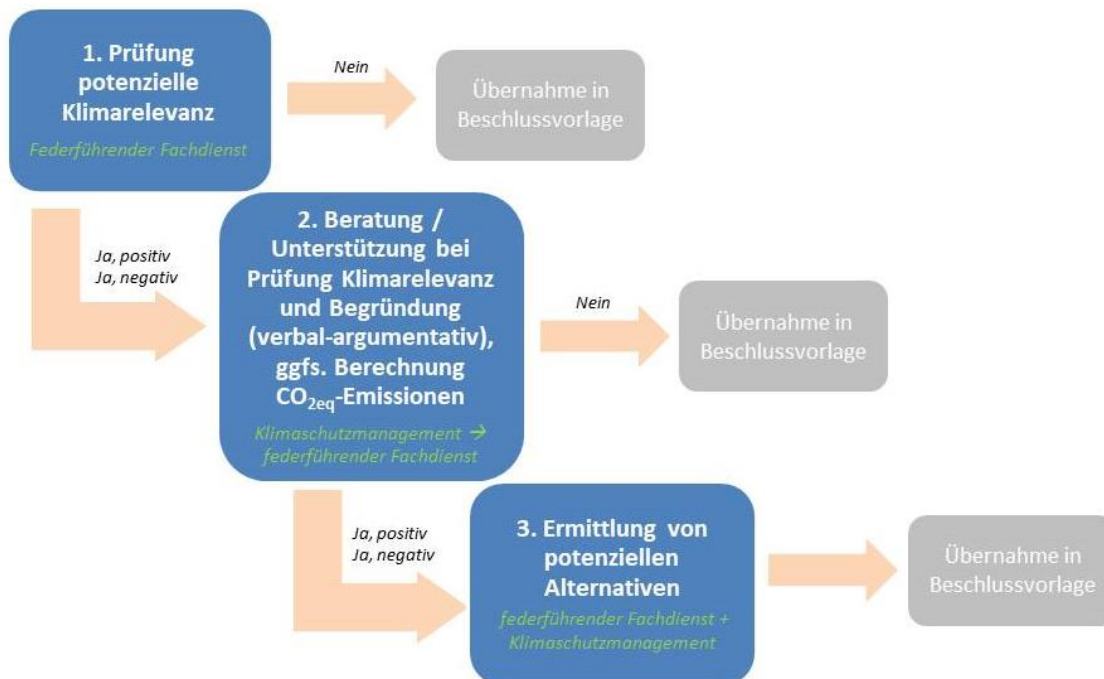 1. Prüfung
potenzielle
Klimarelevanz
Federführender Fachdienst
Nein
Übernahme in
Beschlussvorlage
Ja, positiv
Ja, negativ
2. Beratung /
Unterstützung bei
Prüfung Klimarelevanz
und Begründung
(verbal-argumentativ),
ggfs. Berechnung
CO₂eq-Emissionen
Klimaschutzmanagement →
federführender Fachdienst
Nein
Übernahme in
Beschlussvorlage
Ja, positiv
Ja, negativ
3. Ermittlung von
potenziellen
Alternativen
federführender Fachdienst +
Klimaschutzmanagement
Übernahme in
Beschlussvorlage